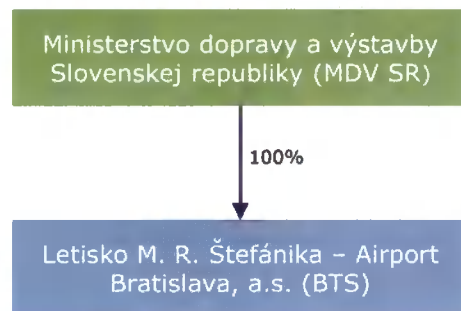 Ministerstvo dopravy a výstavby
Slovenskej republiky (MDV SR)
100%
Letisko M. R. Štefánika – Airport
Bratislava, a.s. (BTS)